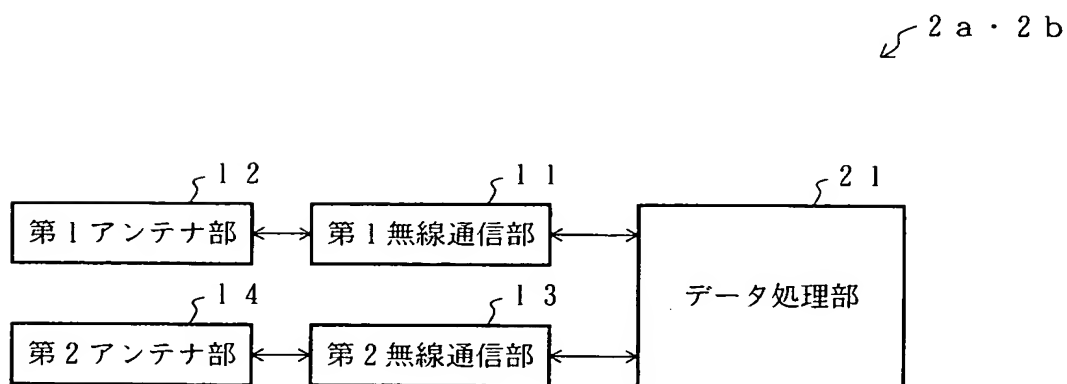 2a・2b
12
11
21
第1アンテナ部
第1無線通信部
データ処理部
14
13
第2アンテナ部
第2無線通信部